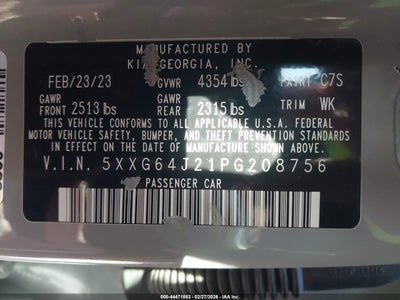 MANUFACTURED BY
KIA GEORGIA, INC.
FEB/23/23 GVWR 4354 lbs PAINT C7S
GAWR FRONT 2513 lbs GAWR REAR 2315 lbs TRIM WK
THIS VEHICLE CONFORMS TO ALL APPLICABLE U.S.A. FEDERAL
MOTOR VEHICLE SAFETY, BUMPER, AND THEFT PREVENTION STANDARDS
IN EFFECT ON THE DATE OF MANUFACTURE SHOWN ABOVE.
V.I.N. 5XXG64J21PG208756
PASSENGER CAR
000-44471883 02/27/2026 IAA Inc.